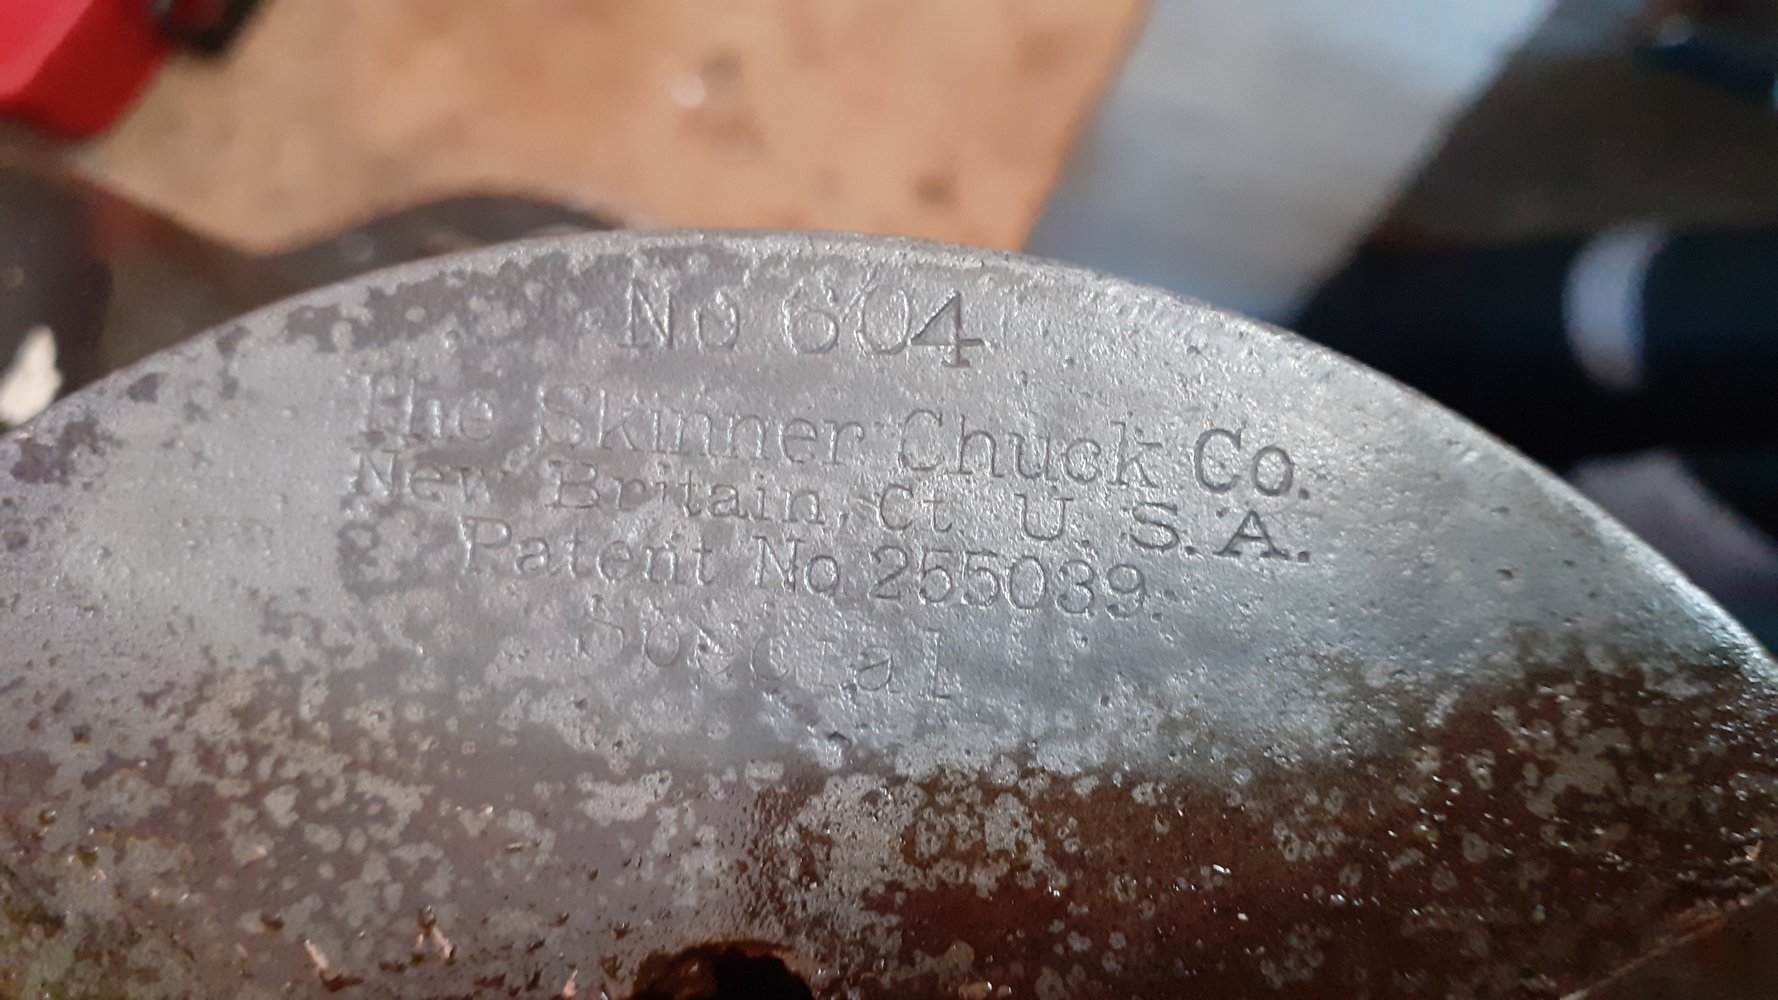 No 604
The Skinner Chuck Co.
New Britain, Ct U. S. A.
Patent No. 255039.
Special